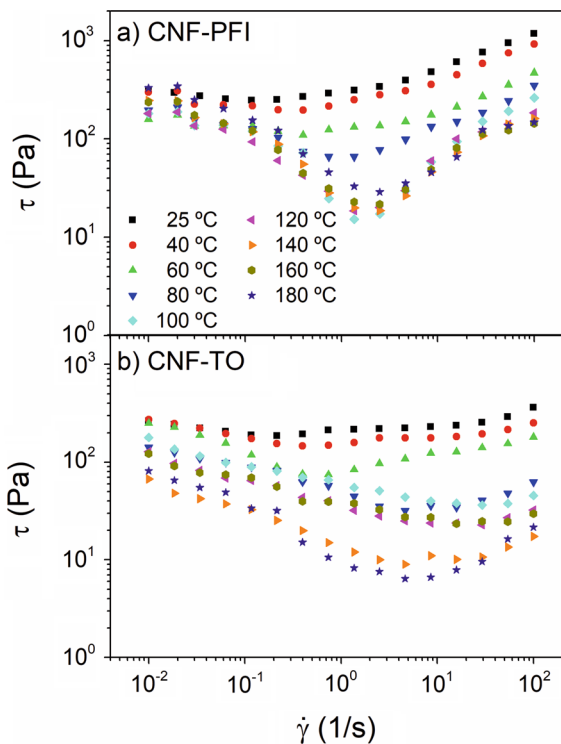 a) CNF-PFI
10³
10²
10¹
10⁰
τ (Pa)
25 ºC
40 ºC
60 ºC
80 ºC
100 ºC
120 ºC
140 ºC
160 ºC
180 ºC
b) CNF-TO
10³
10²
10¹
10⁰
τ (Pa)
10⁻² 10⁻¹ 10⁰ 10¹ 10²
γ̇ (1/s)